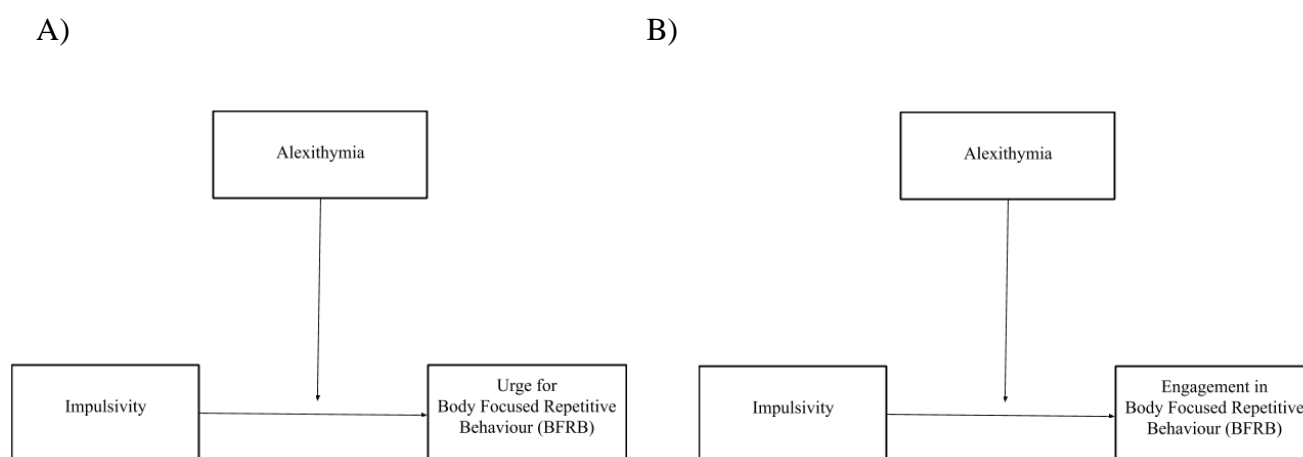 A)
B)
Alexithymia
Alexithymia
Impulsivity
Urge for
Body Focused Repetitive
Behaviour (BFRB)
Impulsivity
Engagement in
Body Focused Repetitive
Behaviour (BFRB)